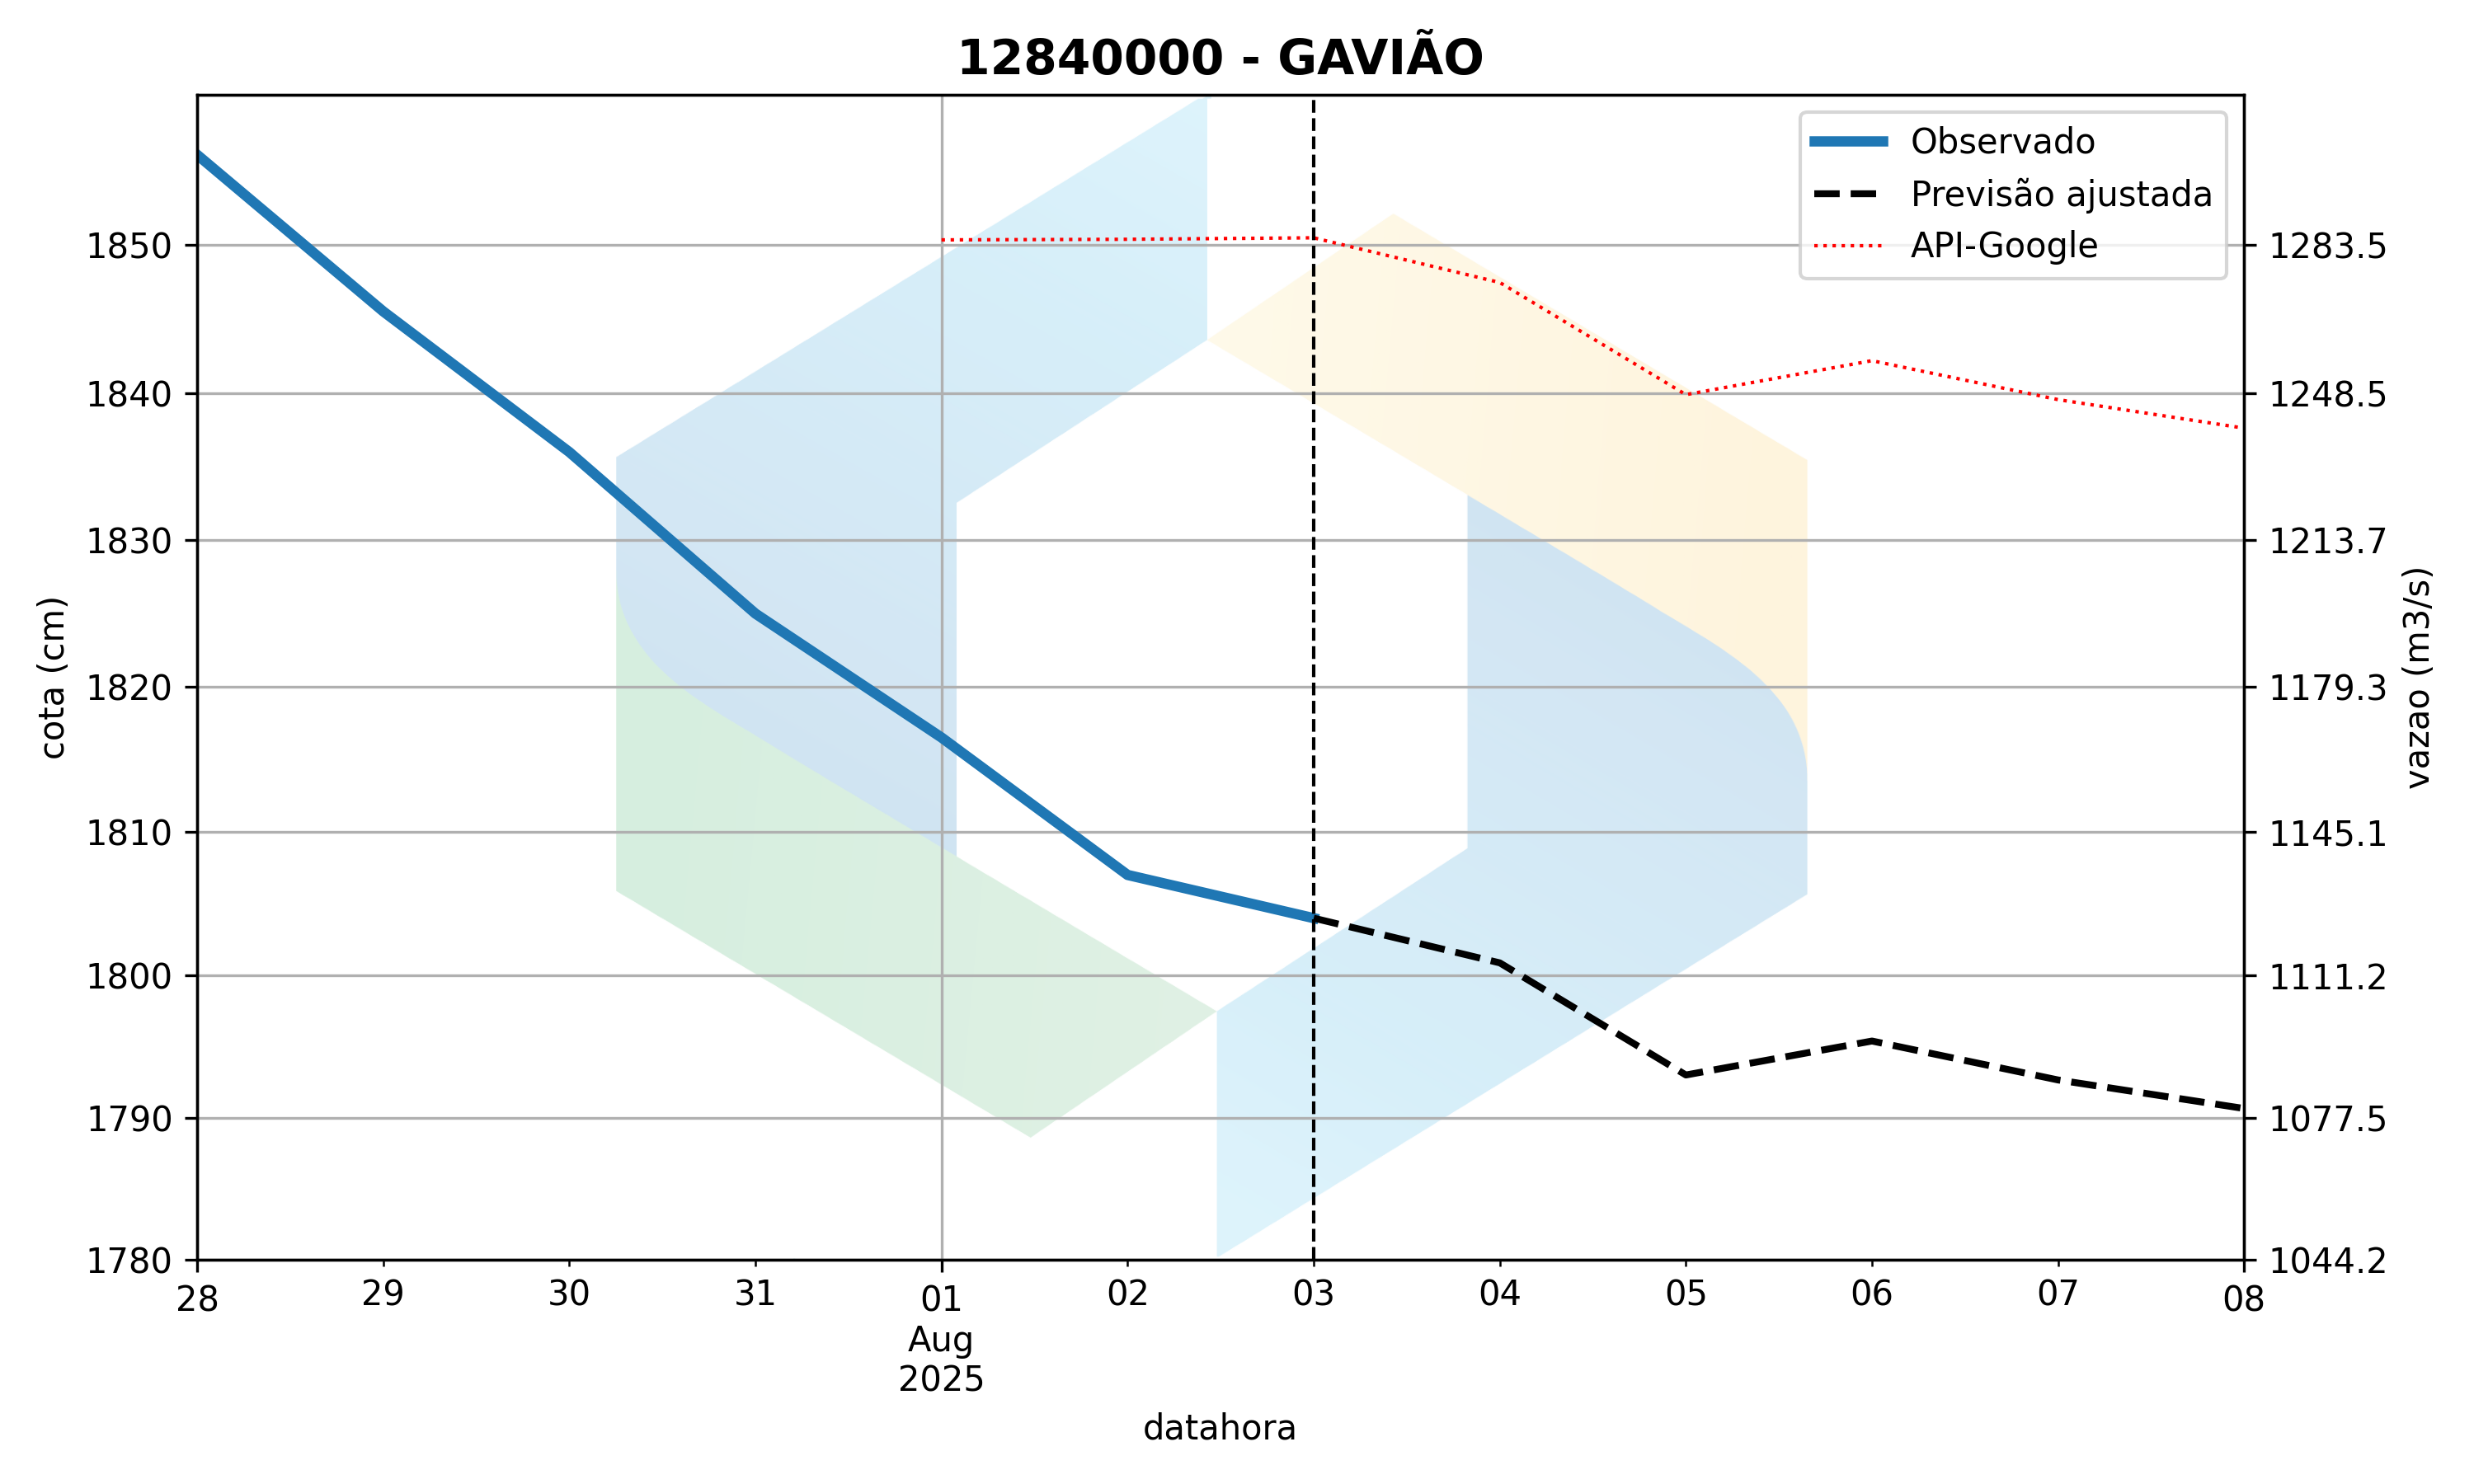 12840000 - GAVIÃO
Observado
Previsão ajustada
API-Google
1850
1840
1830
1820
1810
1800
1790
1780
cota (cm)
1283.5
1248.5
1213.7
1179.3
1145.1
1111.2
1077.5
1044.2
vazao (m3/s)
28 29 30 31 01 02 03 04 05 06 07 08
Aug
2025
datahora